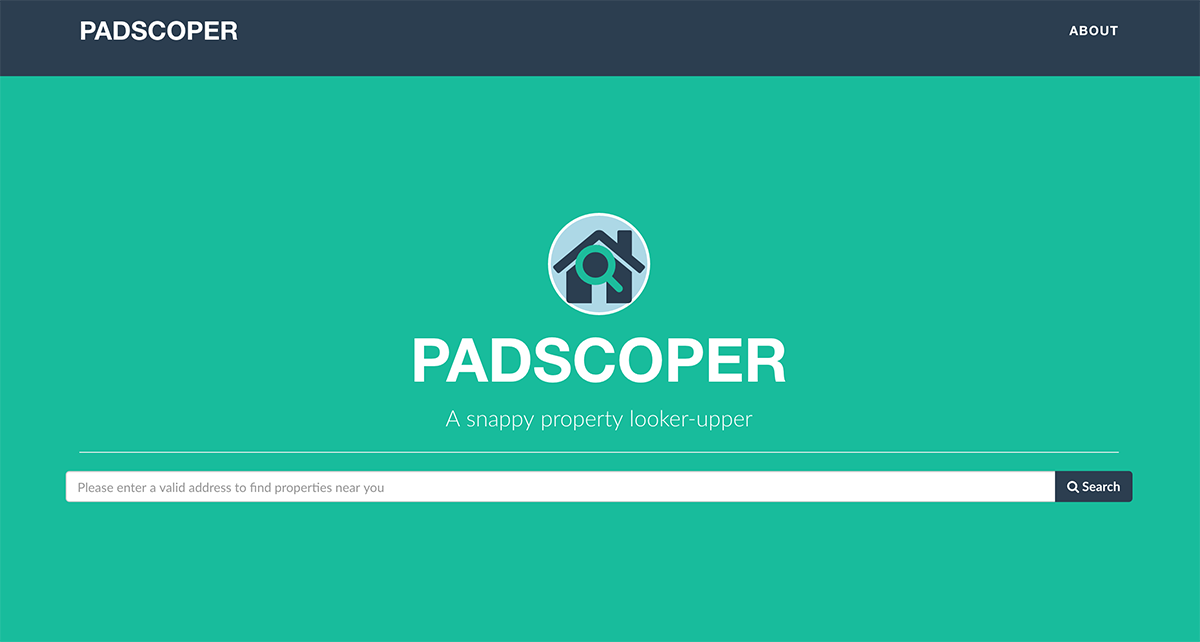 PADSCOPER
ABOUT
PADSCOPER
A snappy property looker-upper
Please enter a valid address to find properties near you
Search